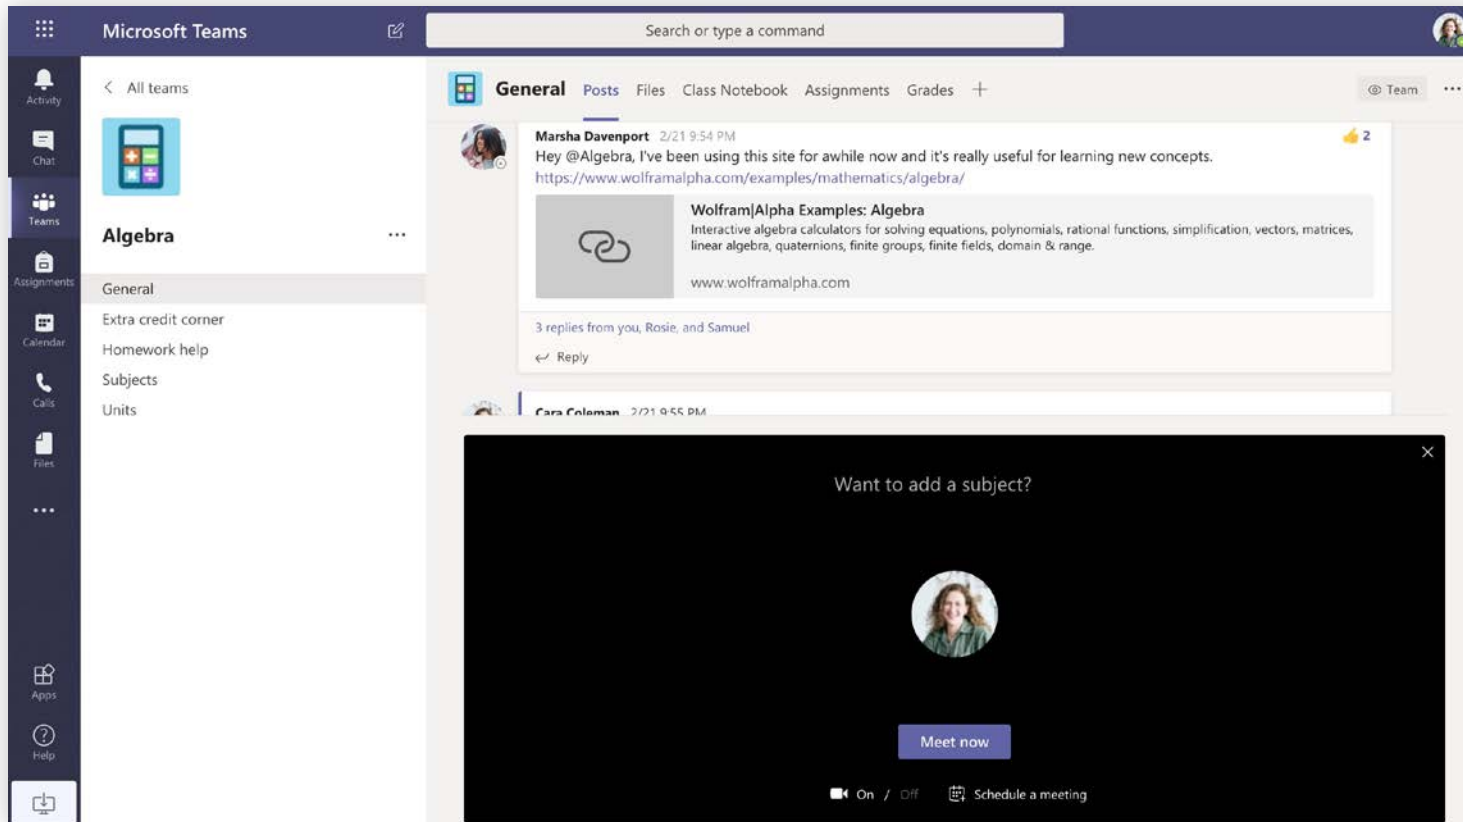 Microsoft Teams
Search or type a command
Activity
Chat
Teams
Assignments
Calendar
Calls
Files
Apps
Help
All teams
Algebra
General
Extra credit corner
Homework help
Subjects
Units
General Posts Files Class Notebook Assignments Grades
Team
Marsha Davenport 2/21 9:54 PM
2
Hey @Algebra, I've been using this site for awhile now and it's really useful for learning new concepts.
https://www.wolframalpha.com/examples/mathematics/algebra/
Wolfram|Alpha Examples: Algebra
Interactive algebra calculators for solving equations, polynomials, rational functions, simplification, vectors, matrices,
linear algebra, quaternions, finite groups, finite fields, domain & range.
www.wolframalpha.com
3 replies from you, Rosie, and Samuel
Reply
Cara Coleman 2/21 9:55 PM
Want to add a subject?
Meet now
On / Off Schedule a meeting